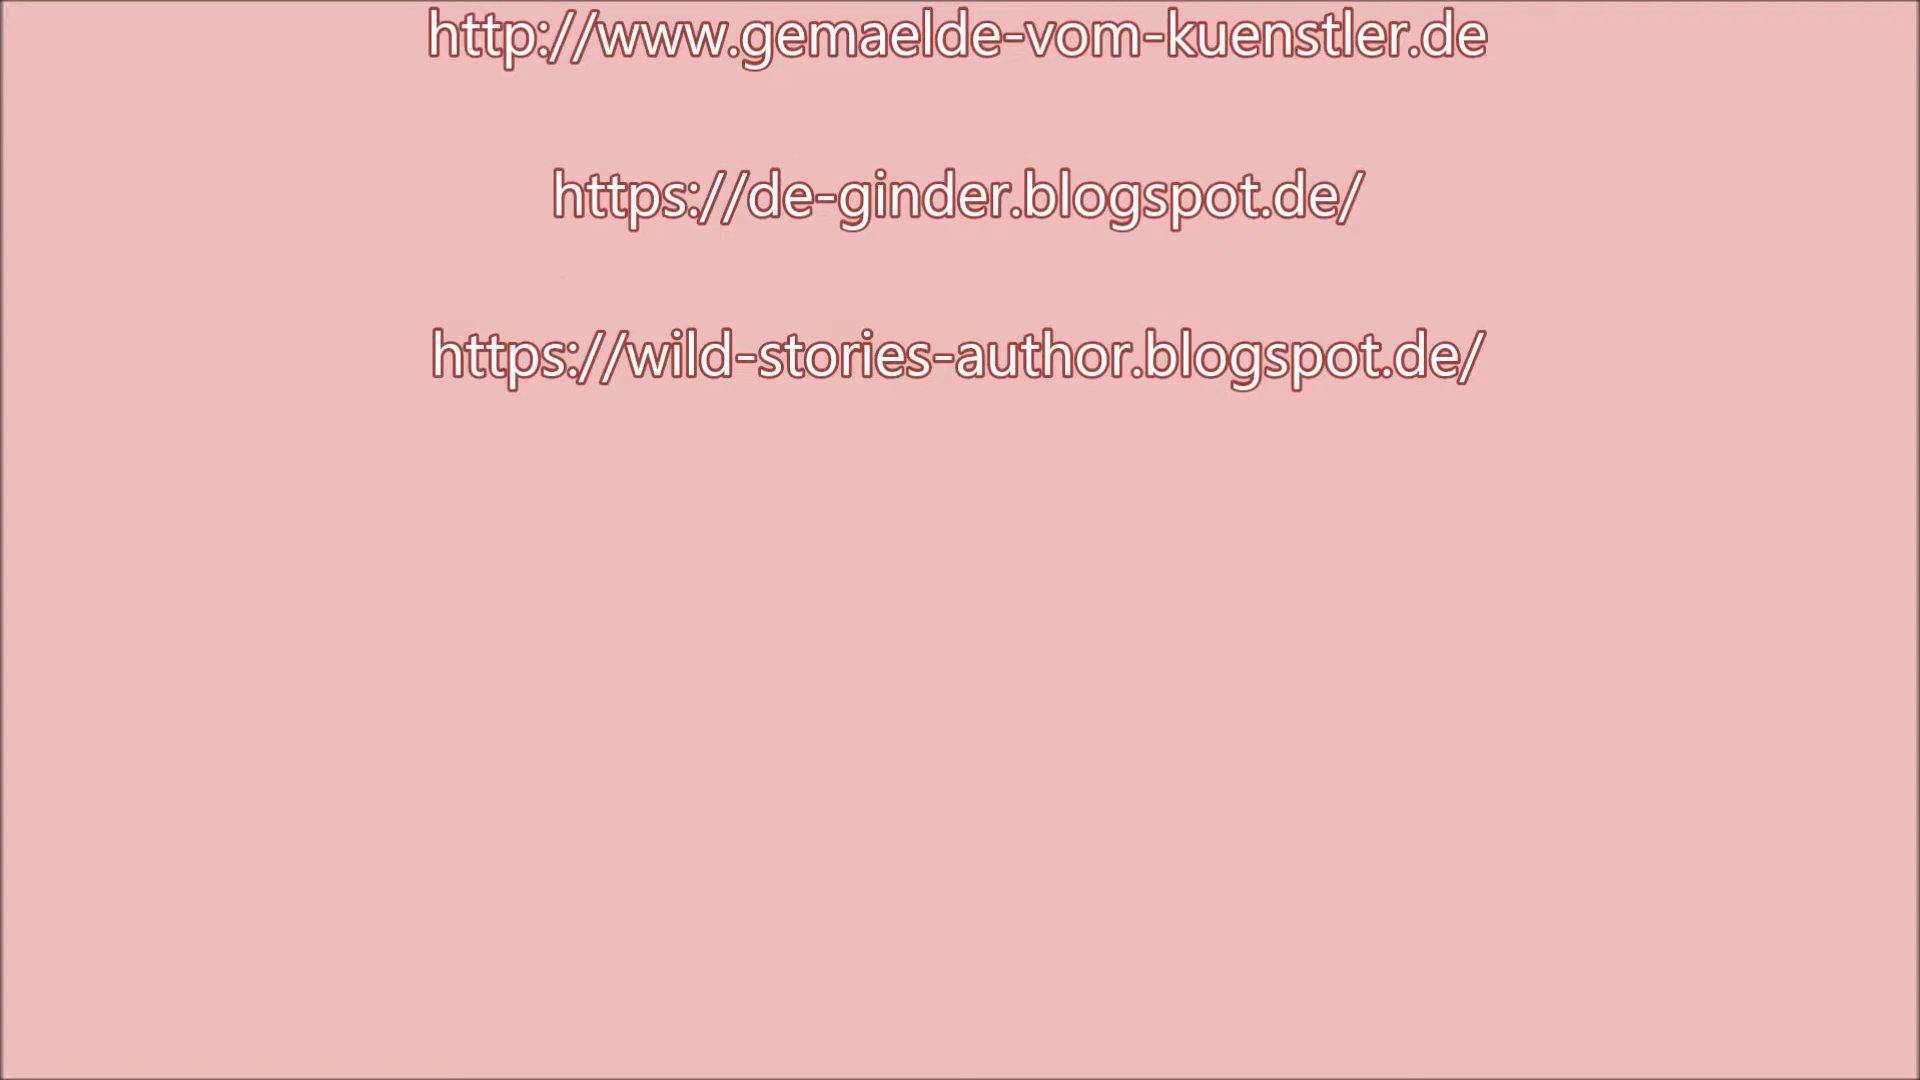 http://www.gemaelde-vom-kuenstler.de
https://de-ginder.blogspot.de/
https://wild-stories-author.blogspot.de/